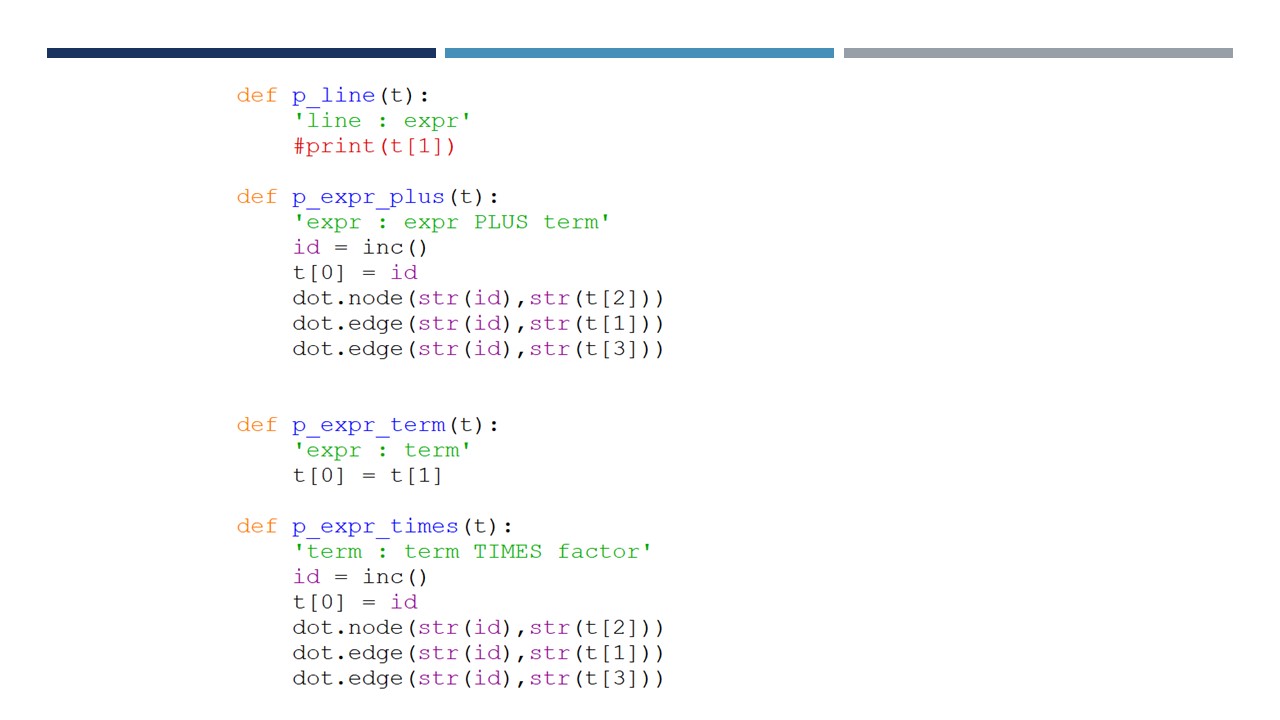 def p_line(t):
    'line : expr'
    #print(t[1])
def p_expr_plus(t):
    'expr : expr PLUS term'
    id = inc()
    t[0] = id
    dot.node(str(id),str(t[2]))
    dot.edge(str(id),str(t[1]))
    dot.edge(str(id),str(t[3]))
def p_expr_term(t):
    'expr : term'
    t[0] = t[1]
def p_expr_times(t):
    'term : term TIMES factor'
    id = inc()
    t[0] = id
    dot.node(str(id),str(t[2]))
    dot.edge(str(id),str(t[1]))
    dot.edge(str(id),str(t[3]))